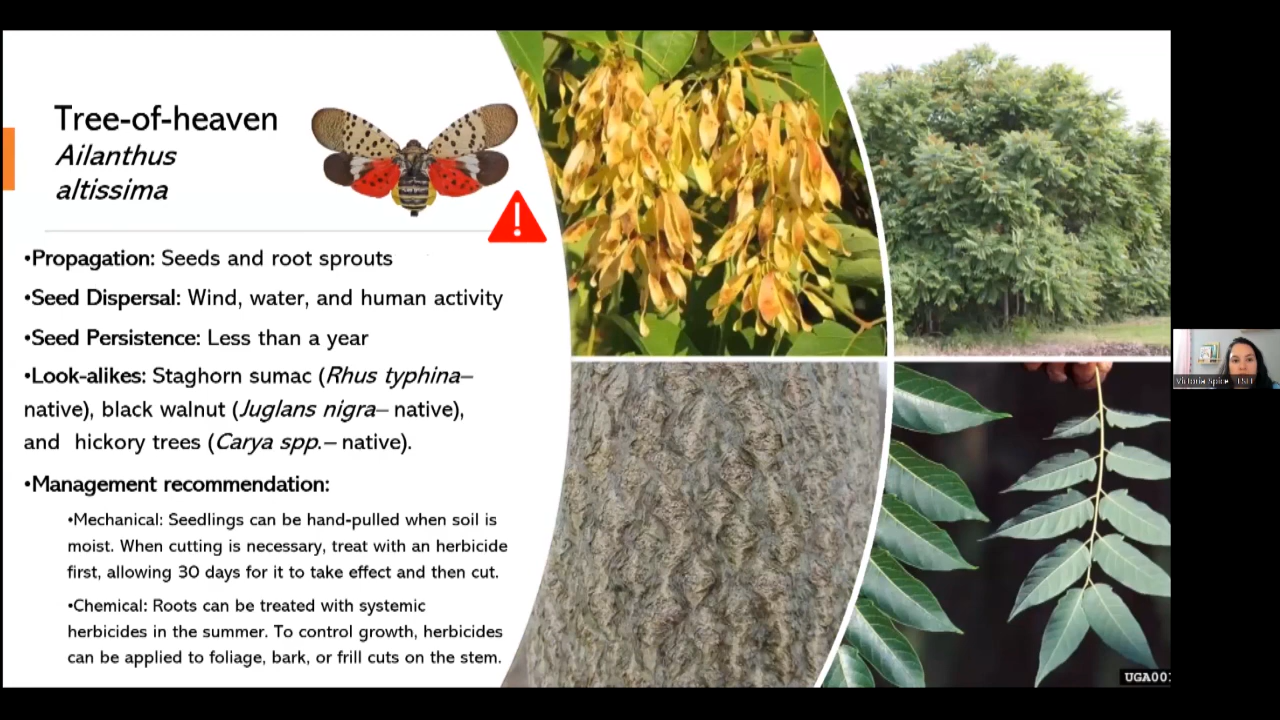 Tree-of-heaven
Ailanthus
altissima
•Propagation: Seeds and root sprouts
•Seed Dispersal: Wind, water, and human activity
•Seed Persistence: Less than a year
•Look-alikes: Staghorn sumac (Rhus typhina–
native), black walnut (Juglans nigra– native),
and hickory trees (Carya spp.– native).
•Management recommendation:
•Mechanical: Seedlings can be hand-pulled when soil is
moist. When cutting is necessary, treat with an herbicide
first, allowing 30 days for it to take effect and then cut.
•Chemical: Roots can be treated with systemic
herbicides in the summer. To control growth, herbicides
can be applied to foliage, bark, or frill cuts on the stem.
!
Victoria
UGA00